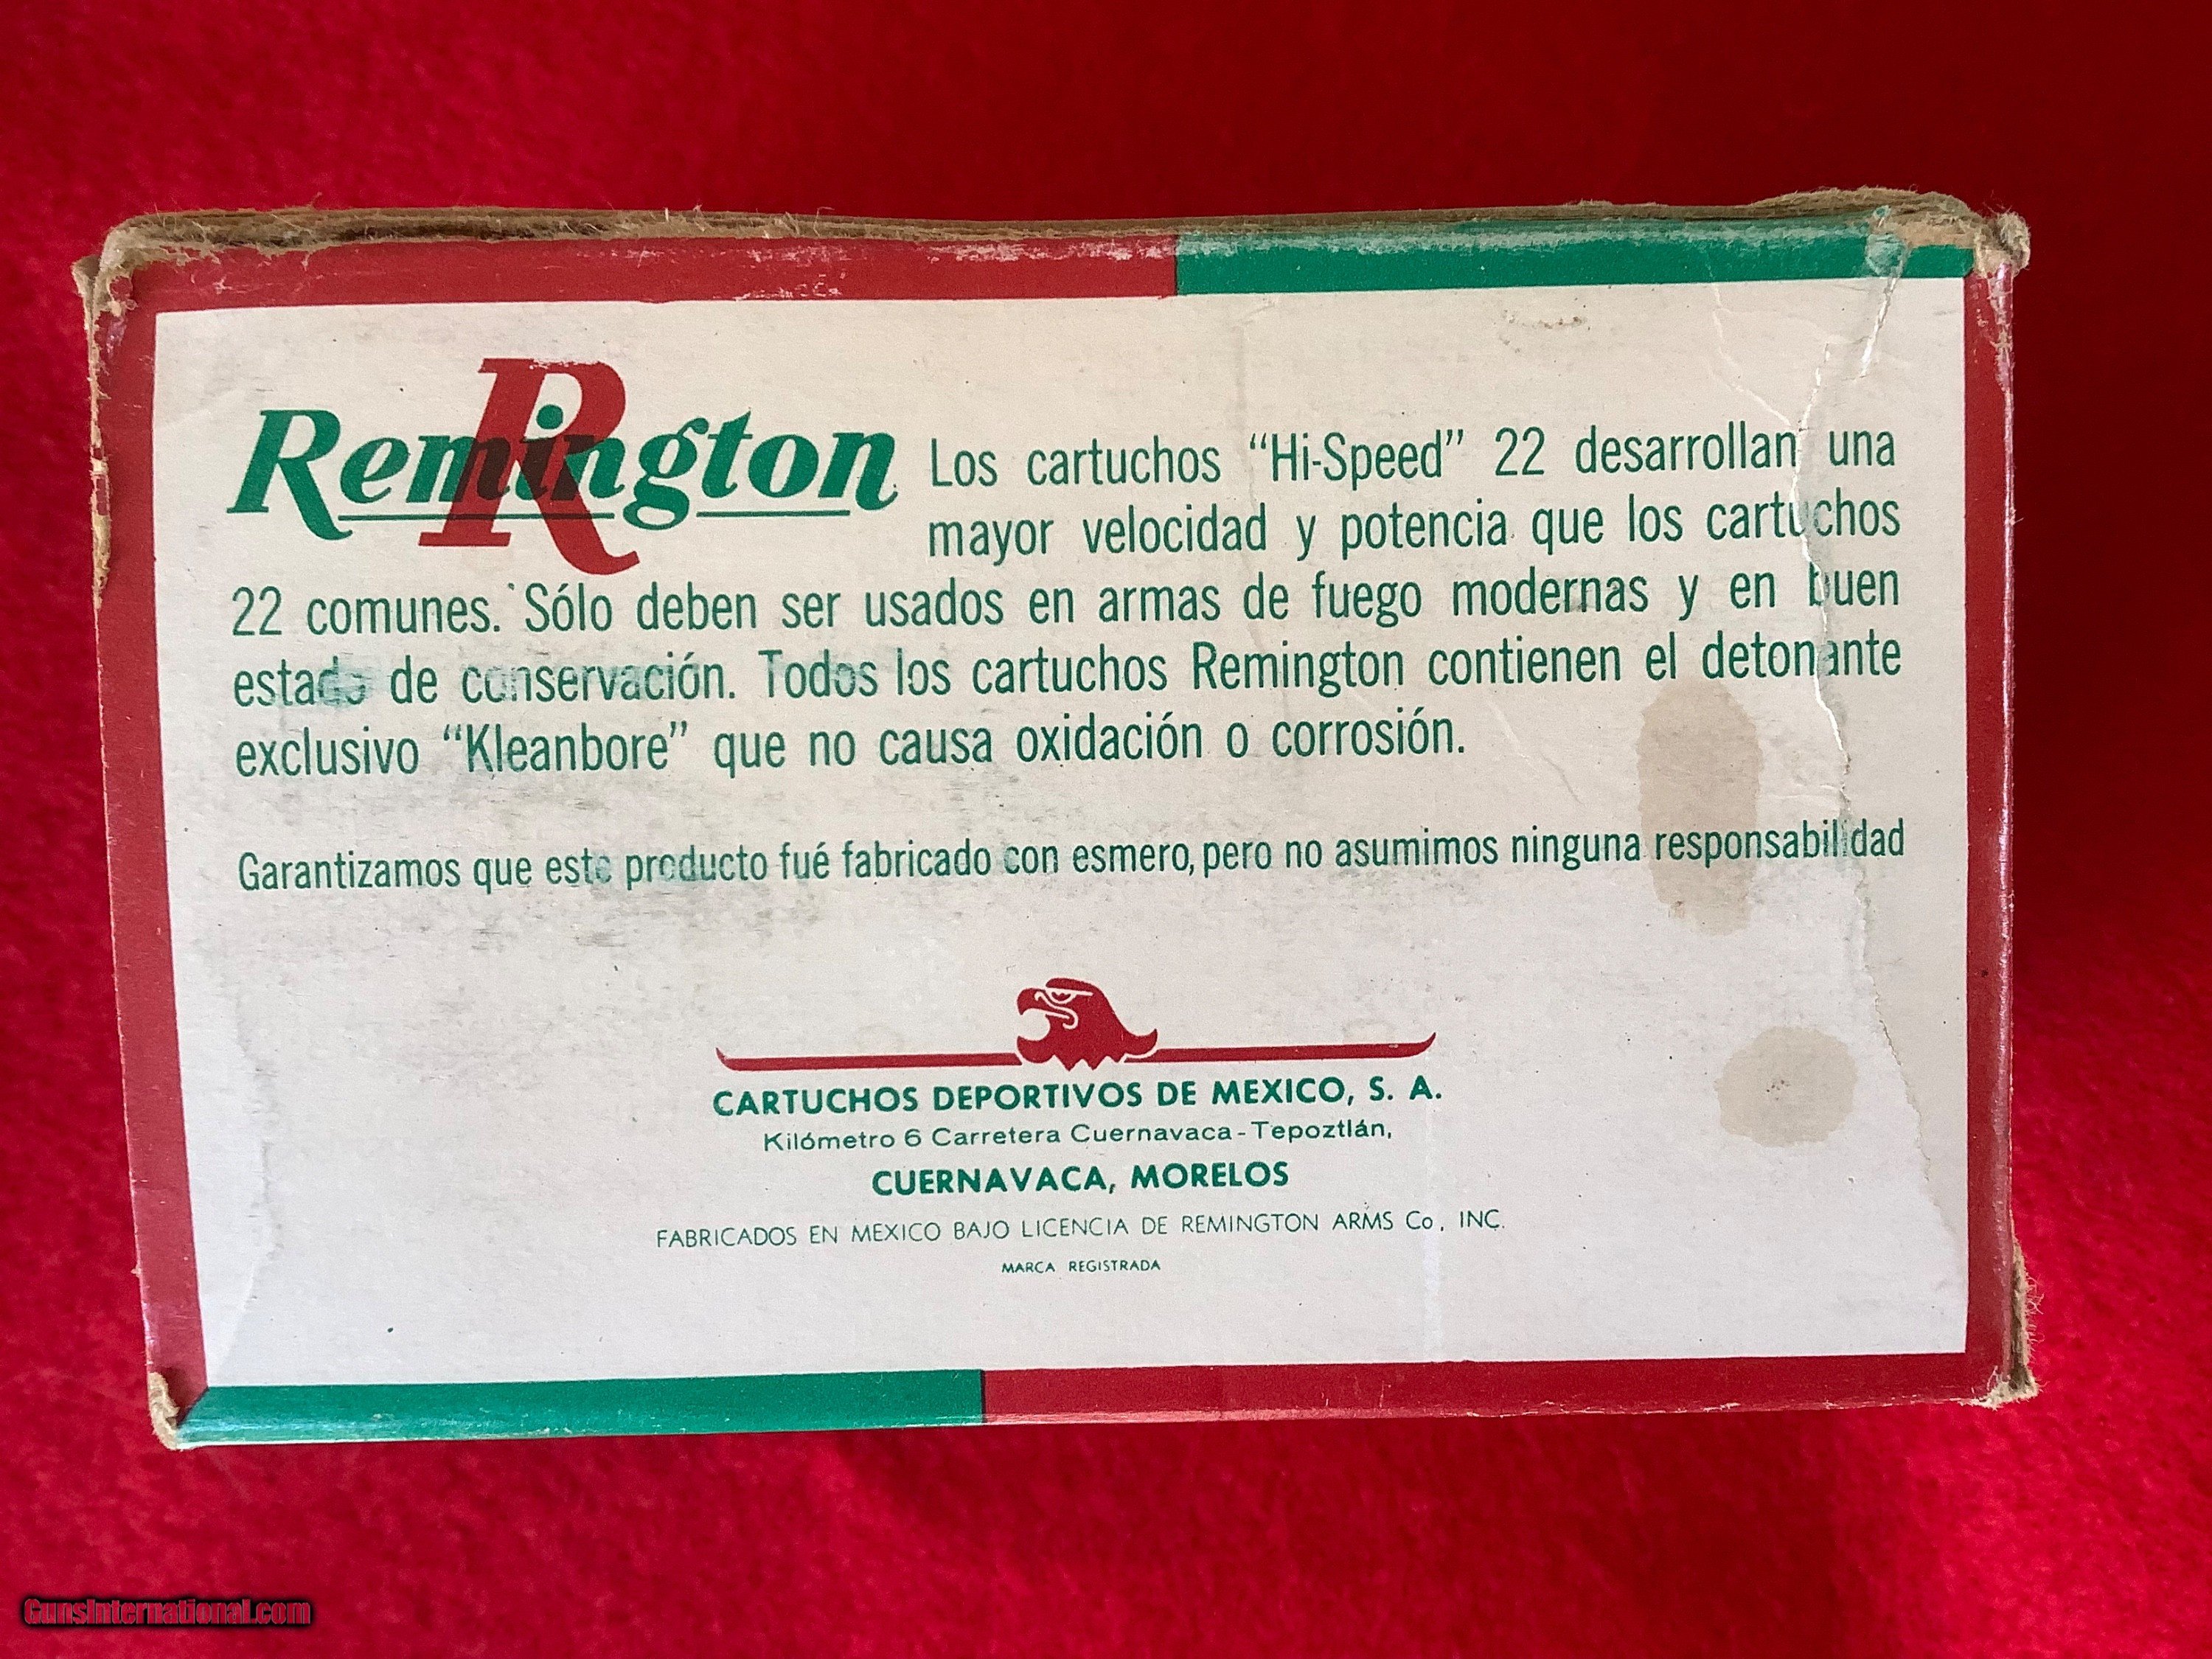 Remington
Los cartuchos "Hi-Speed" 22 desarrollan una
mayor velocidad y potencia que los cartuchos
22 comunes. Sólo deben ser usados en armas de fuego modernas y en buen
estado de conservación. Todos los cartuchos Remington contienen el detonante
exclusivo "Kleanbore" que no causa oxidación o corrosión.
Garantizamos que este producto fué fabricado con esmero, pero no asumimos ninguna responsabilidad
CARTUCHOS DEPORTIVOS DE MEXICO, S. A.
Kilómetro 6 Carretera Cuernavaca - Tepoztlán,
CUERNAVACA, MORELOS
FABRICADOS EN MEXICO BAJO LICENCIA DE REMINGTON ARMS Co, INC.
MARCA REGISTRADA
GunsInternational.com